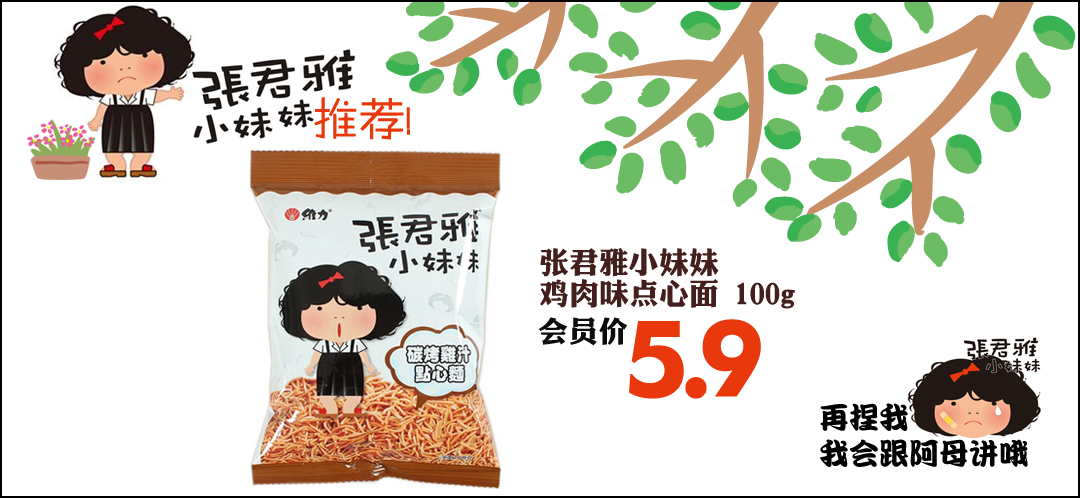 張君雅
小妹妹推荐!
維力
張君雅
小妹妹
碳烤雞汁
點心麵
张君雅小妹妹
鸡肉味点心面 100g
会员价
5.9
張君雅
小妹妹
再捏我
我会跟阿母讲哦